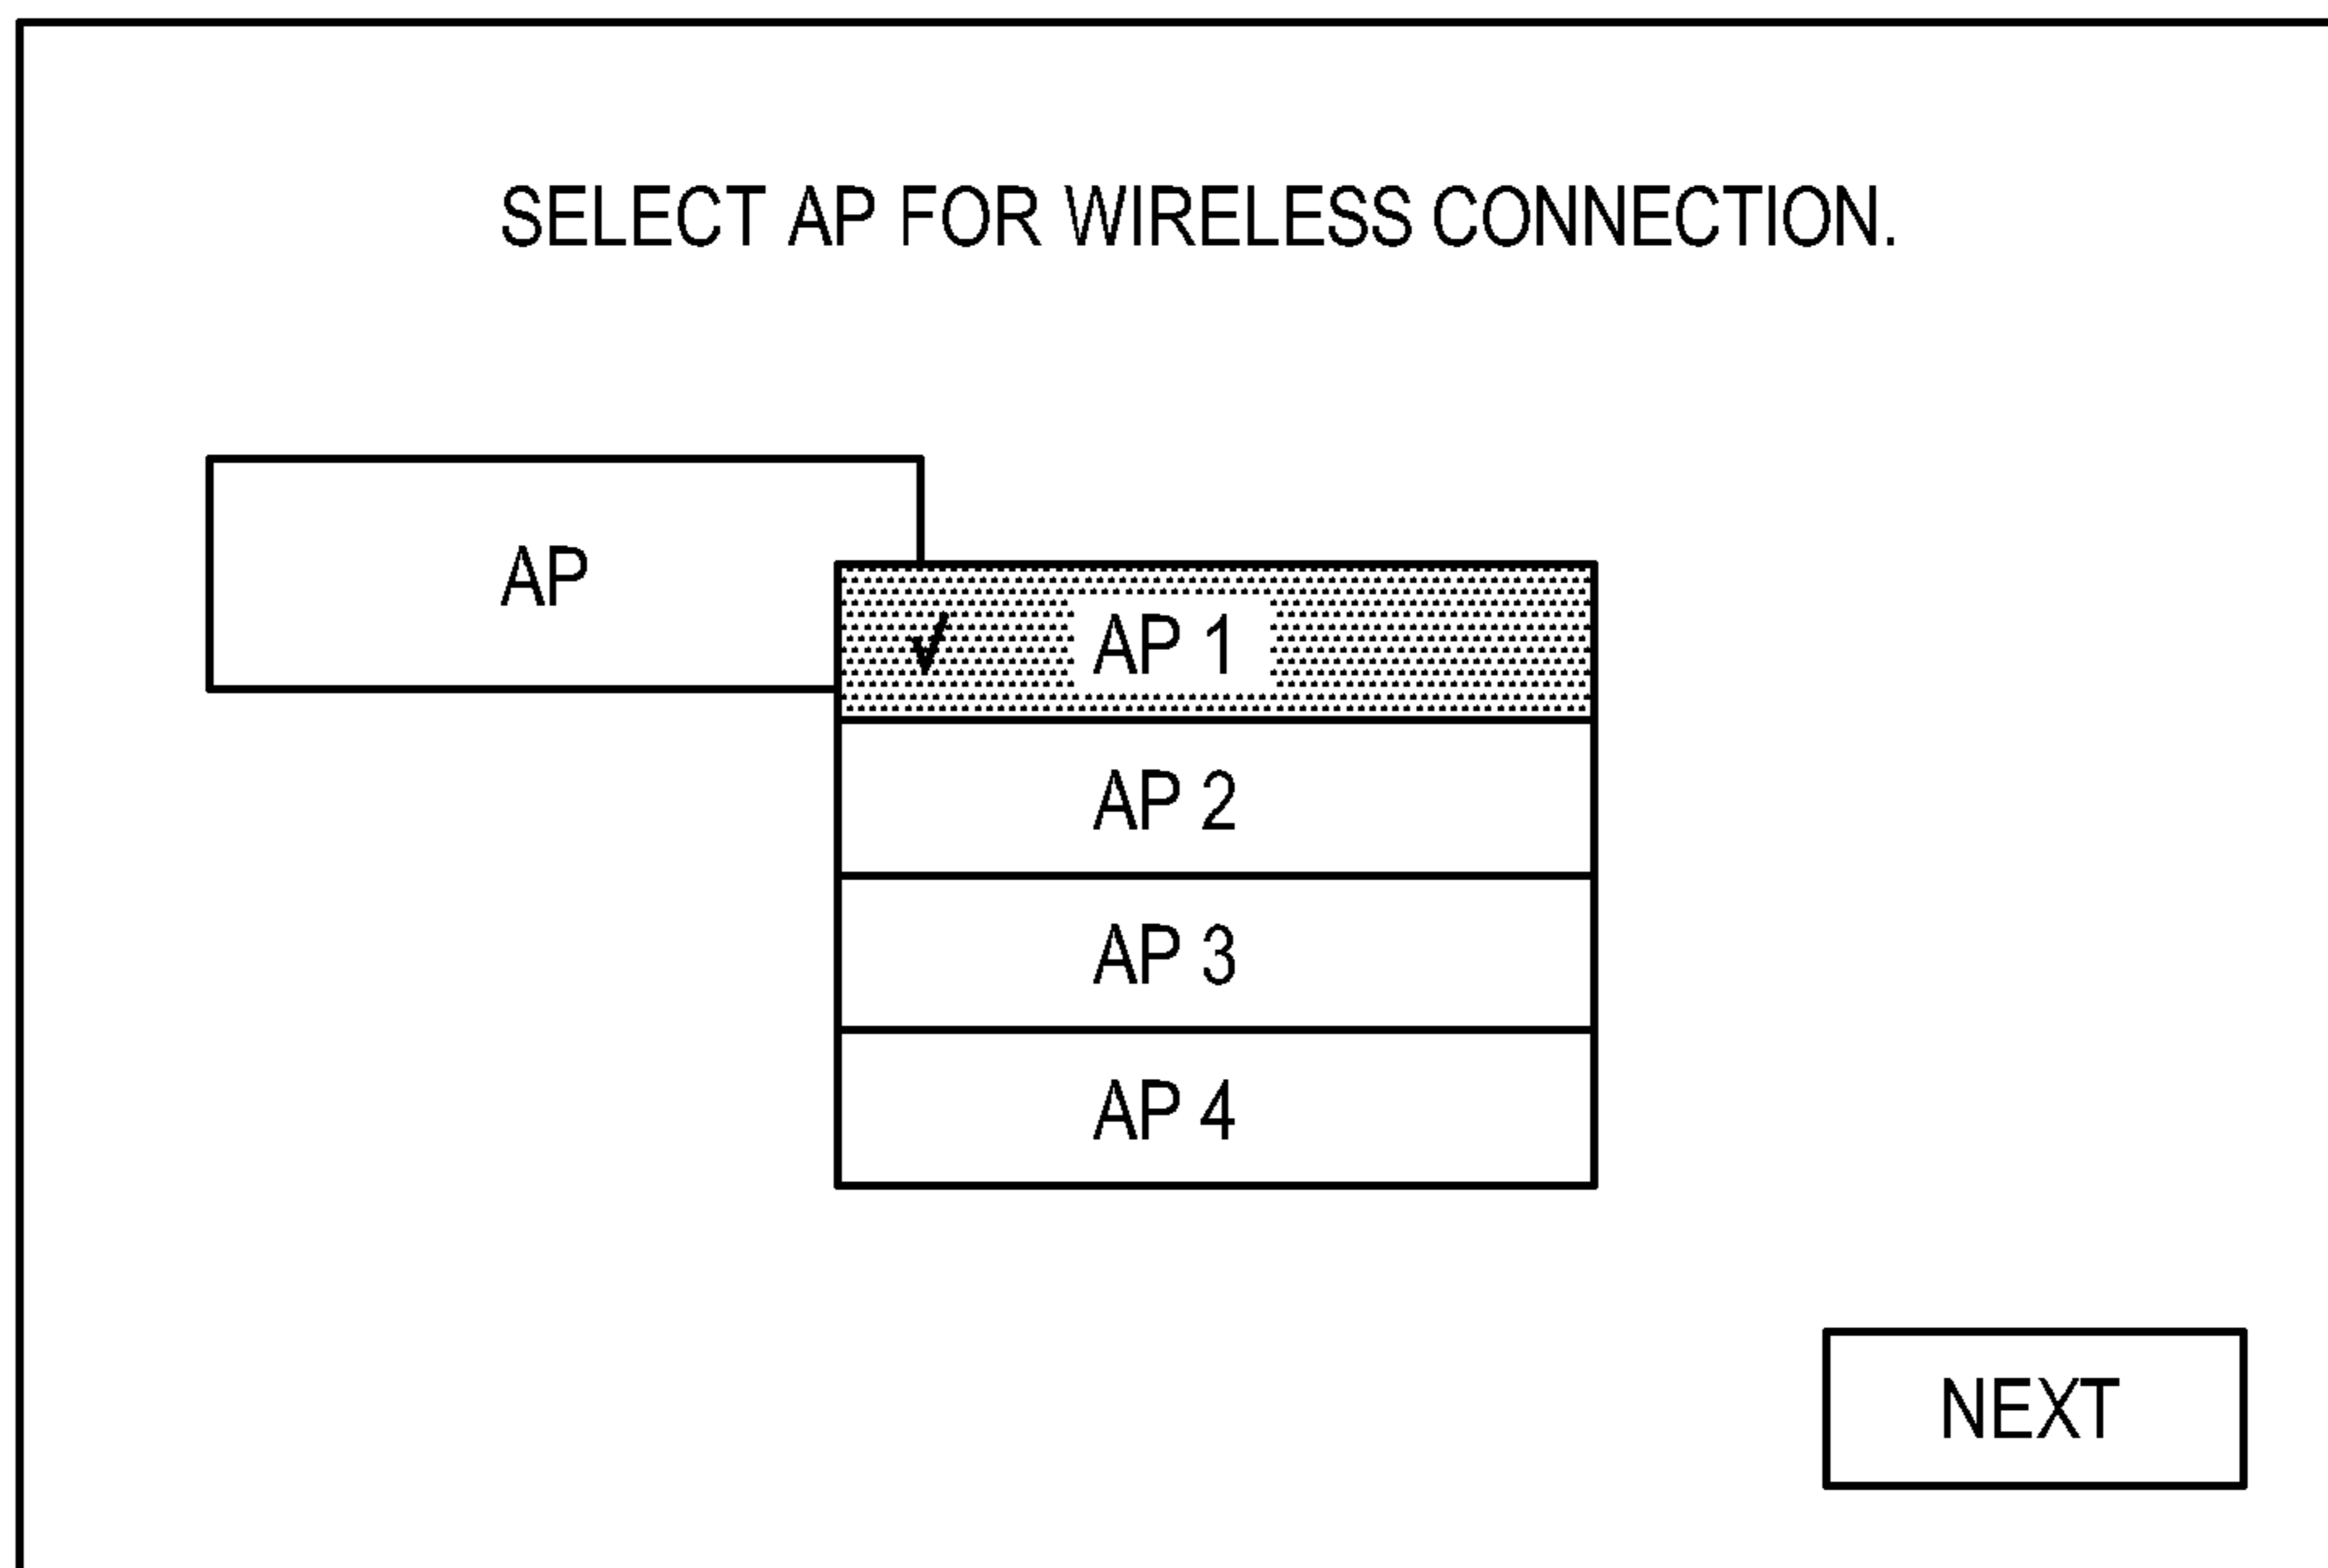 SELECT AP FOR WIRELESS CONNECTION.
AP
√ AP 1
AP 2
AP 3
AP 4
NEXT